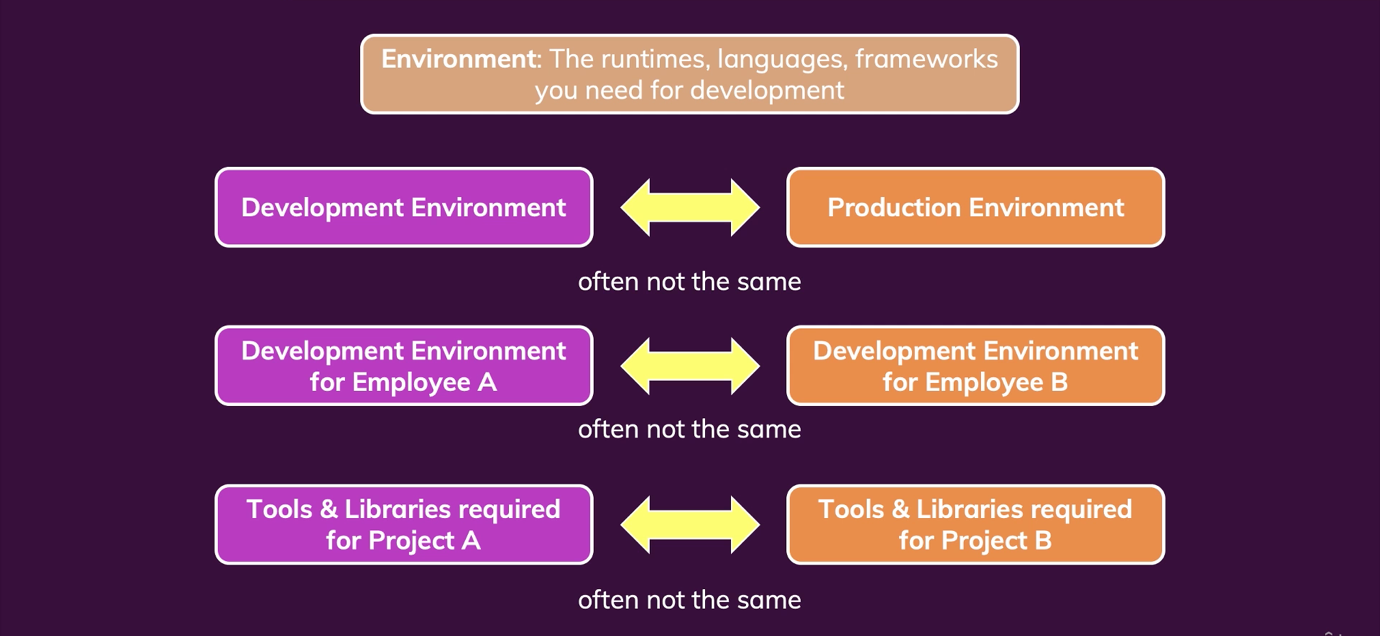 Environment: The runtimes, languages, frameworks
you need for development
Development Environment
Production Environment
often not the same
Development Environment
for Employee A
Development Environment
for Employee B
often not the same
Tools & Libraries required
for Project A
Tools & Libraries required
for Project B
often not the same